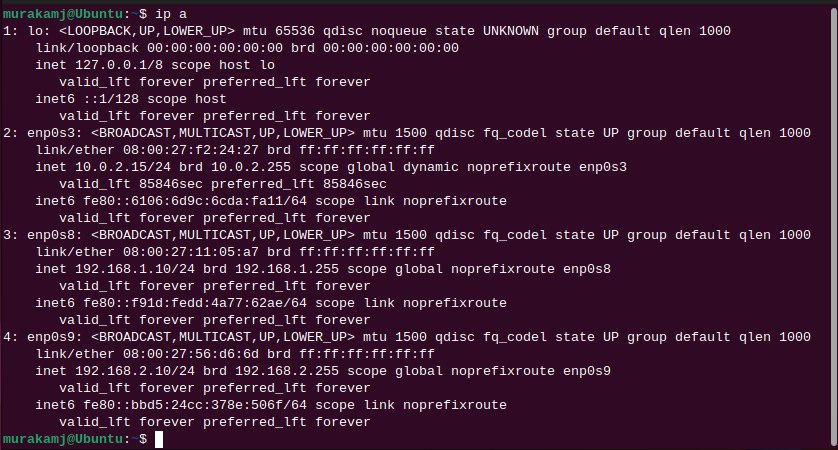 murakamj@Ubuntu:~$ ip a
1: lo: <LOOPBACK,UP,LOWER_UP> mtu 65536 qdisc noqueue state UNKNOWN group default qlen 1000
    link/loopback 00:00:00:00:00:00 brd 00:00:00:00:00:00
    inet 127.0.0.1/8 scope host lo
       valid_lft forever preferred_lft forever
    inet6 ::1/128 scope host
       valid_lft forever preferred_lft forever
2: enp0s3: <BROADCAST,MULTICAST,UP,LOWER_UP> mtu 1500 qdisc fq_codel state UP group default qlen 1000
    link/ether 08:00:27:f2:24:27 brd ff:ff:ff:ff:ff:ff
    inet 10.0.2.15/24 brd 10.0.2.255 scope global dynamic noprefixroute enp0s3
       valid_lft 85846sec preferred_lft 85846sec
    inet6 fe80::6106:6d9c:6cda:fa11/64 scope link noprefixroute
       valid_lft forever preferred_lft forever
3: enp0s8: <BROADCAST,MULTICAST,UP,LOWER_UP> mtu 1500 qdisc fq_codel state UP group default qlen 1000
    link/ether 08:00:27:11:05:a7 brd ff:ff:ff:ff:ff:ff
    inet 192.168.1.10/24 brd 192.168.1.255 scope global noprefixroute enp0s8
       valid_lft forever preferred_lft forever
    inet6 fe80::f91d:fedd:4a77:62ae/64 scope link noprefixroute
       valid_lft forever preferred_lft forever
4: enp0s9: <BROADCAST,MULTICAST,UP,LOWER_UP> mtu 1500 qdisc fq_codel state UP group default qlen 1000
    link/ether 08:00:27:56:d6:6d brd ff:ff:ff:ff:ff:ff
    inet 192.168.2.10/24 brd 192.168.2.255 scope global noprefixroute enp0s9
       valid_lft forever preferred_lft forever
    inet6 fe80::bbd5:24cc:378e:506f/64 scope link noprefixroute
       valid_lft forever preferred_lft forever
murakamj@Ubuntu:~$